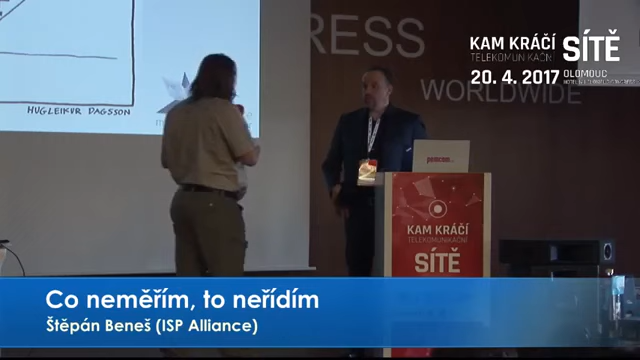 RESS
WORLDWIDE
KAM KRÁČÍ
TELEKOMUNIKAČNÍ
SÍTĚ
20. 4. 2017
OLOMOUC
HUGLEIKUR DAGSSON
KAM KRÁČÍ
TELEKOMUNIKAČNÍ
SÍTĚ
Co neměřím, to neřídím
Štěpán Beneš (ISP Alliance)